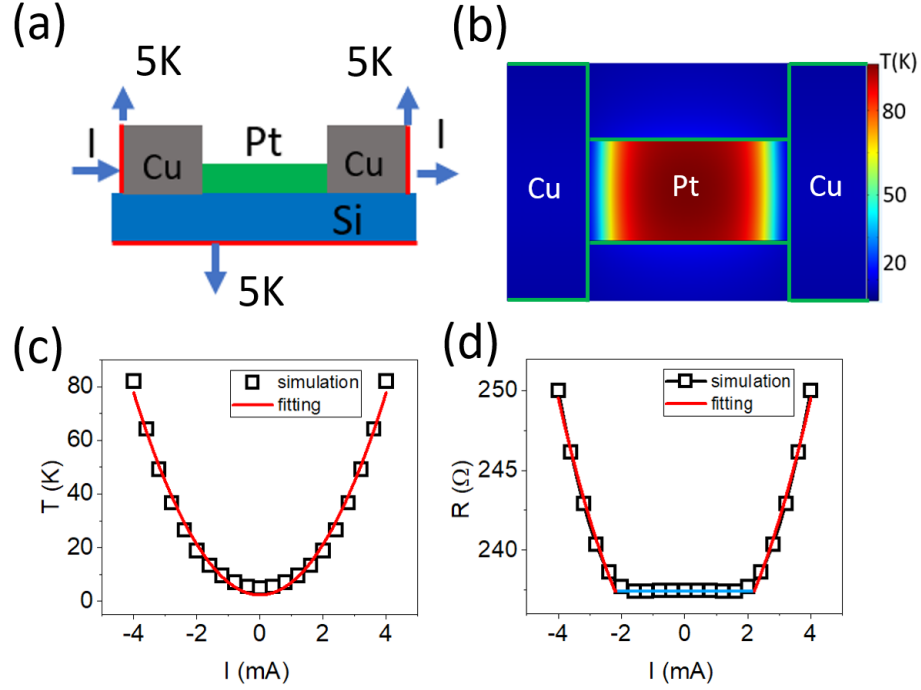 (a)
5K
5K
I
Cu
Pt
Cu
I
Si
5K
(b)
T(K)
80
50
20
Cu
Pt
Cu
(c)
T (K)
80
60
40
20
0
-4
-2
0
2
4
I (mA)
simulation
fitting
(d)
R (Ω)
250
245
240
-4
-2
0
2
4
I (mA)
simulation
fitting